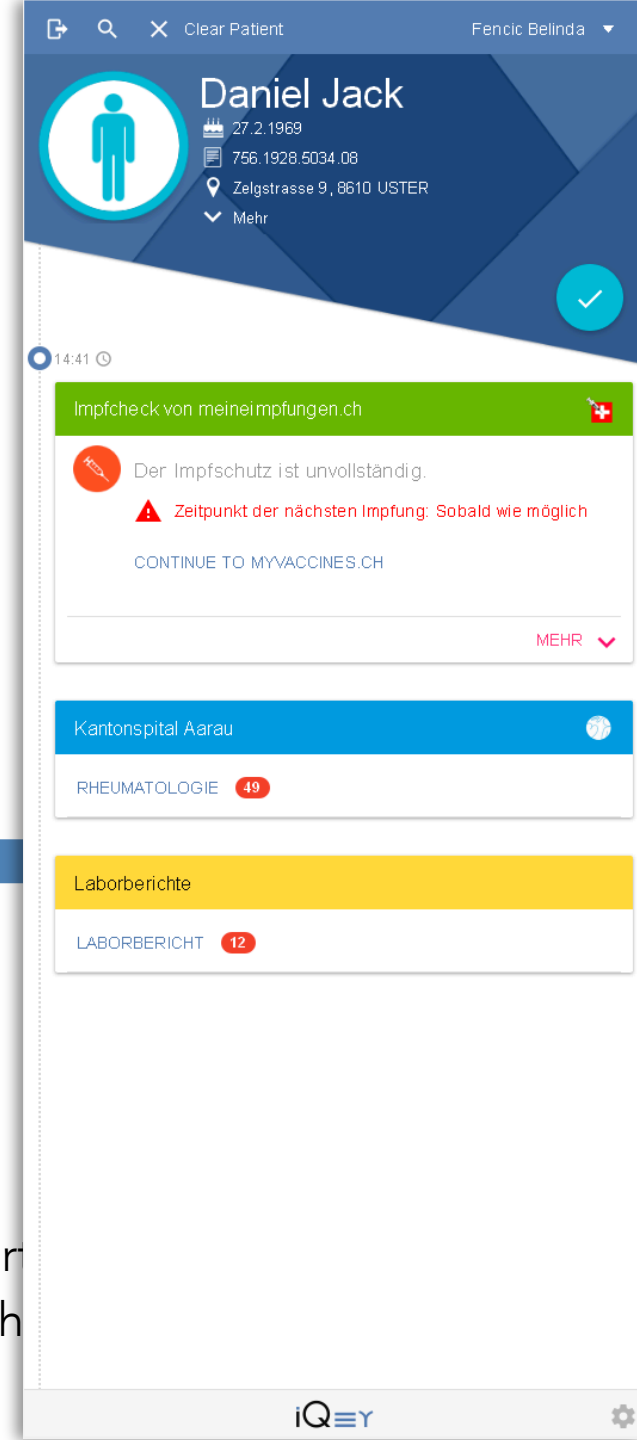 Clear Patient Fencic Belinda
Daniel Jack
27.2.1969
756.1928.5034.08
Zelgstrasse 9, 8610 USTER
Mehr
14:41
Impfcheck von meineimpfungen.ch
Der Impfschutz ist unvollständig.
Zeitpunkt der nächsten Impfung: Sobald wie möglich
CONTINUE TO MYVACCINES.CH
MEHR
Kantonspital Aarau
RHEUMATOLOGIE 49
Laborberichte
LABORBERICHT 12